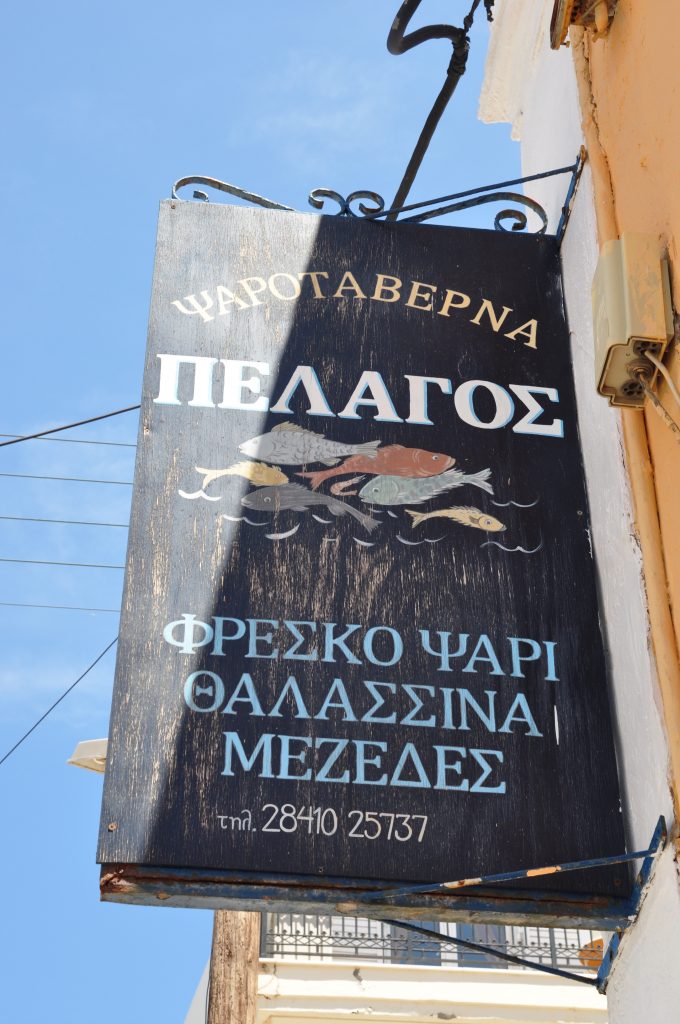 ΨΑΡΟΤΑΒΕΡΝΑ
ΠΕΛΑΓΟΣ
ΦΡΕΣΚΟ ΨΑΡΙ
ΘΑΛΑΣΣΙΝΑ
ΜΕΖΕΔΕΣ
τηλ. 28410 25737